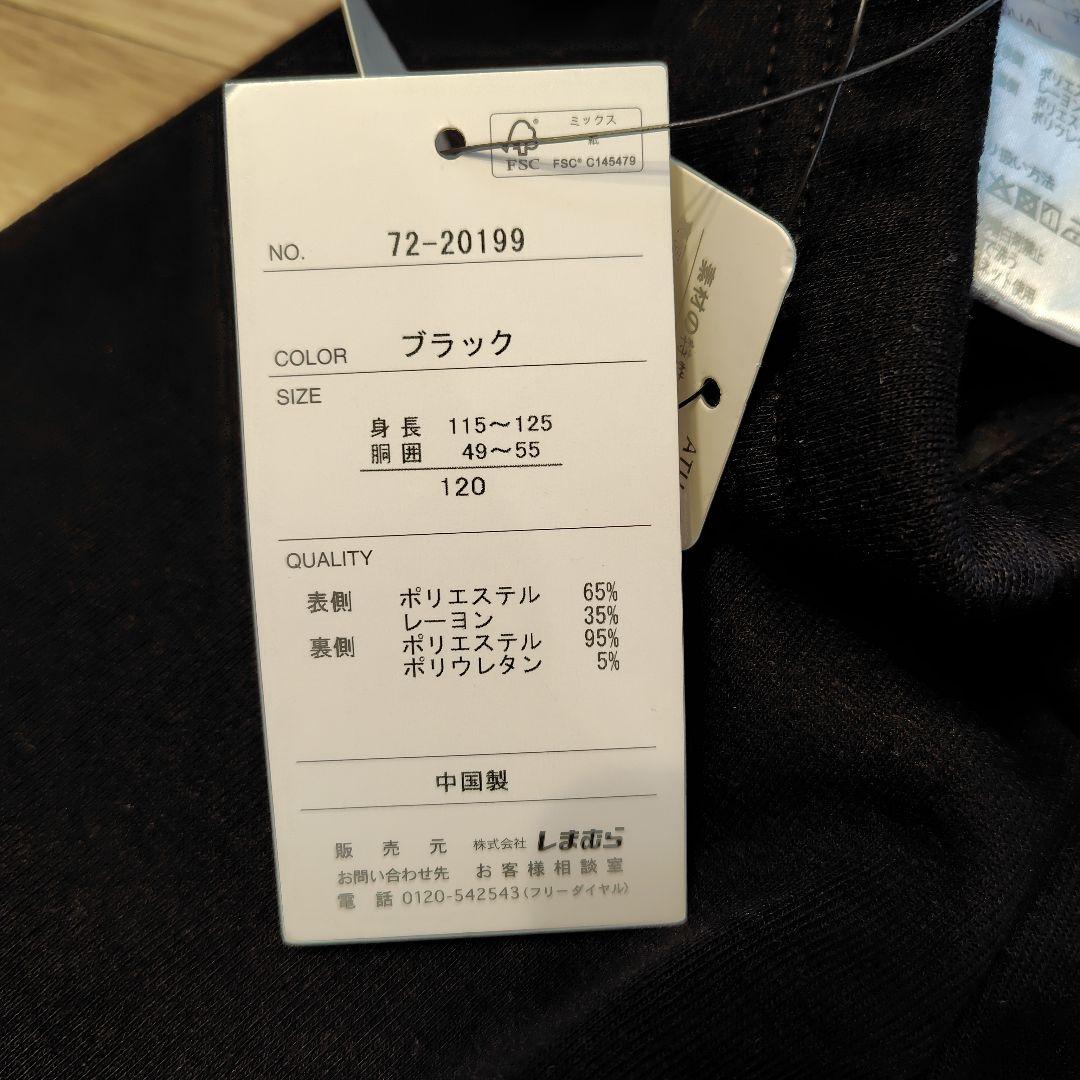 ミックス
紙
FSC
FSC® C145479
NO. 72-20199
COLOR ブラック
SIZE
身長 115～125
胴囲 49～55
120
QUALITY
表側 ポリエステル 65%
レーヨン 35%
裏側 ポリエステル 95%
ポリウレタン 5%
中国製
販売元 株式会社 しまむら
お問い合わせ先 お客様相談室
電話 0120-542543(フリーダイヤル)
素材の特性